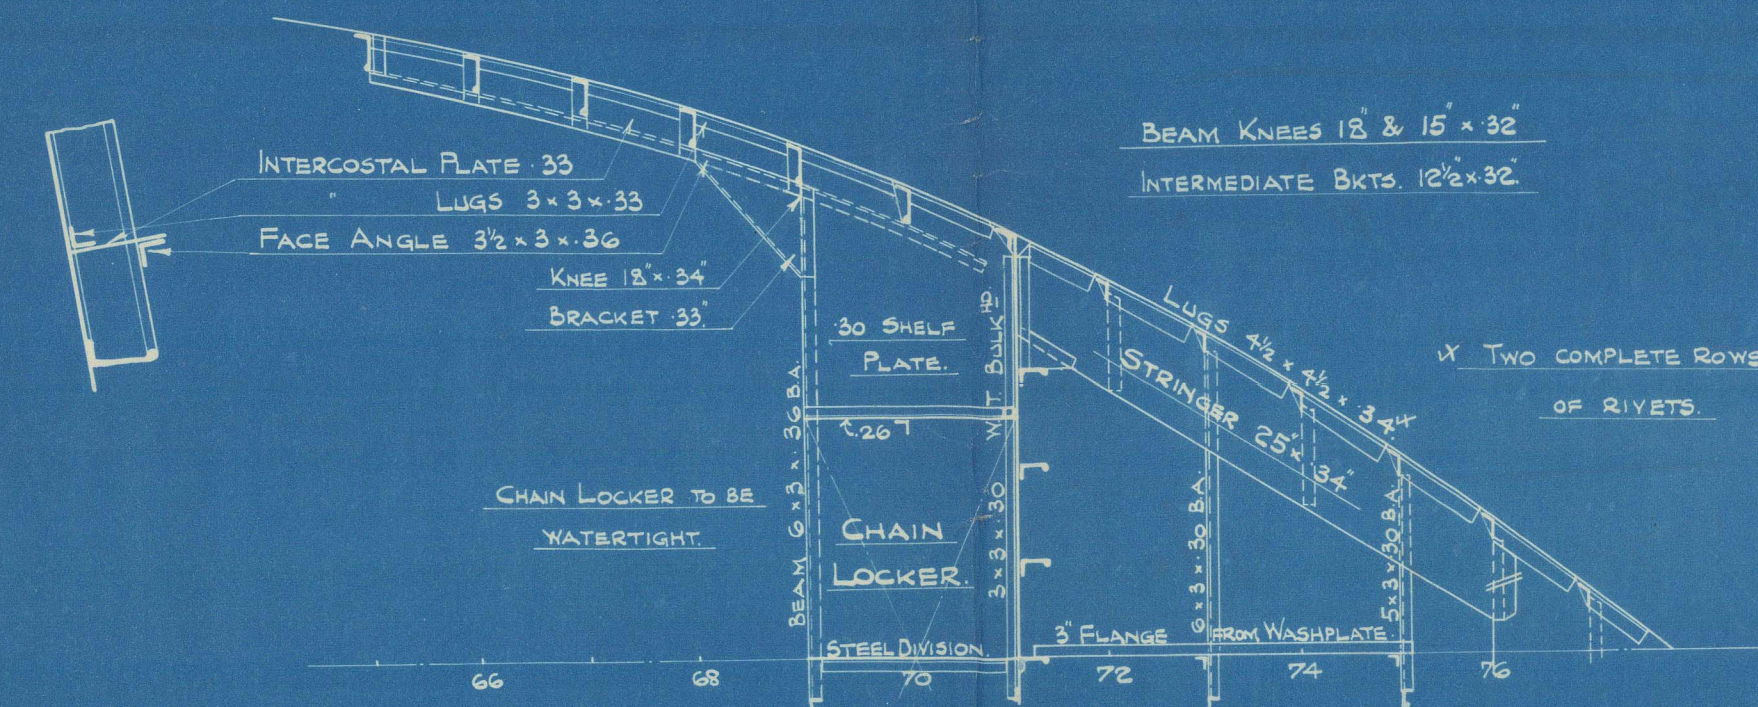 BEAM KNEES 18" & 15" × .32"
INTERMEDIATE BKTS. 12½" × .32".
INTERCOSTAL PLATE .33
" LUGS 3 × 3 × .33
FACE ANGLE 3½ × 3 × .36
KNEE 18" × .34"
BRACKET .33".
.30 SHELF
PLATE.
.26
W.T. BULKHD.
3 × 3 × .30
BEAM 6 × 3 × .36 B.A.
CHAIN LOCKER TO BE
WATERTIGHT.
CHAIN
LOCKER.
STEEL DIVISION.
LUGS 4½ × 4½ × .34
STRINGER 25" × .34"
TWO COMPLETE ROWS
OF RIVETS.
6 × 3 × .30 B.A.
5 × 3 × .30 B.A.
3" FLANGE FROM WASHPLATE.
66 68 70 72 74 76